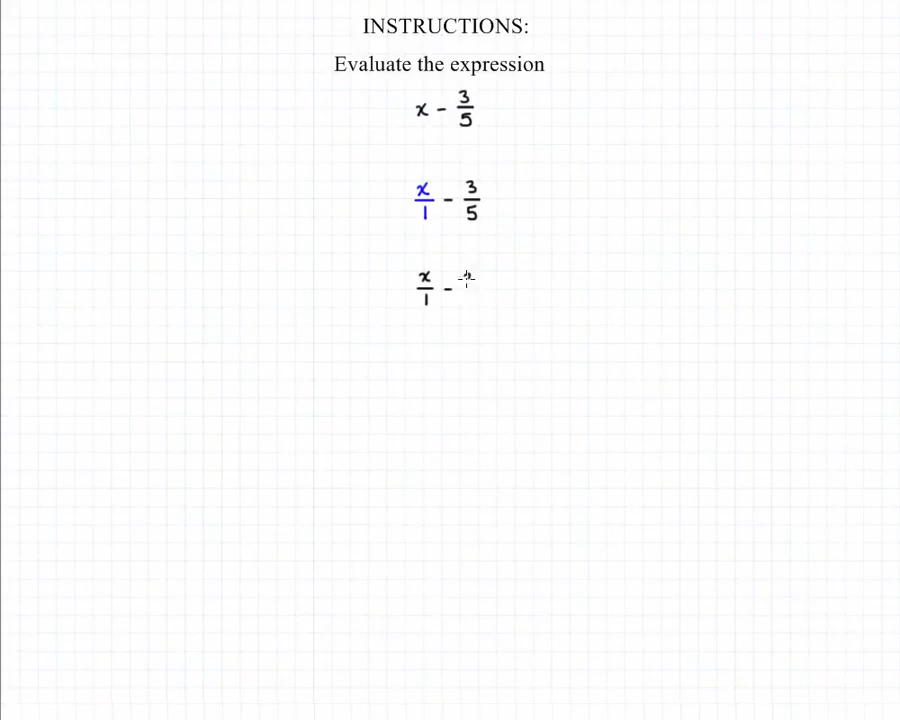 INSTRUCTIONS:
Evaluate the expression
x - 3/5
x/1 - 3/5
x/1 -